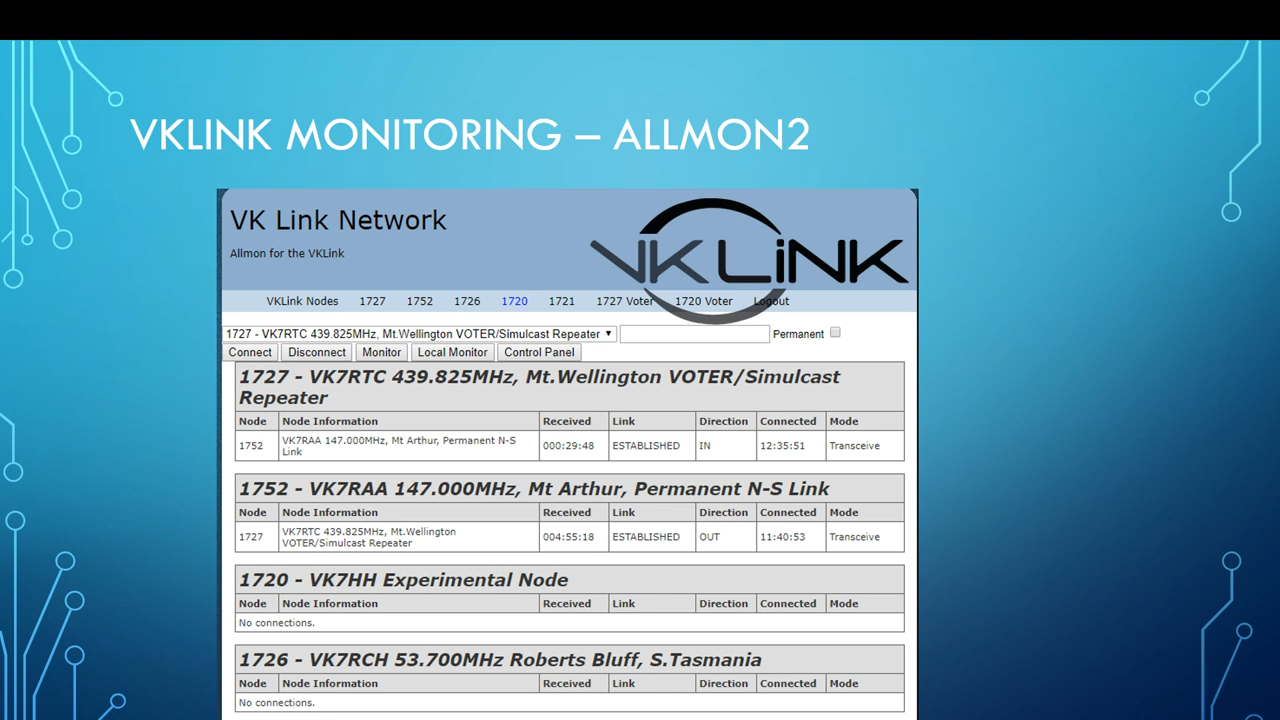 VKLINK MONITORING – ALLMON2
VK Link Network
Allmon for the VKLink
VKLiNK
VKLink Nodes 1727 1752 1726 1720 1721 1727 Voter 1720 Voter Logout
1727 - VK7RTC 439.825MHz, Mt.Wellington VOTER/Simulcast Repeater Permanent
Connect Disconnect Monitor Local Monitor Control Panel
1727 - VK7RTC 439.825MHz, Mt.Wellington VOTER/Simulcast
Repeater
Node Node Information Received Link Direction Connected Mode
1752 VK7RAA 147.000MHz, Mt Arthur, Permanent N-S
Link 000:29:48 ESTABLISHED IN 12:35:51 Transceive
1752 - VK7RAA 147.000MHz, Mt Arthur, Permanent N-S Link
Node Node Information Received Link Direction Connected Mode
1727 VK7RTC 439.825MHz, Mt.Wellington
VOTER/Simulcast Repeater 004:55:18 ESTABLISHED OUT 11:40:53 Transceive
1720 - VK7HH Experimental Node
Node Node Information Received Link Direction Connected Mode
No connections.
1726 - VK7RCH 53.700MHz Roberts Bluff, S.Tasmania
Node Node Information Received Link Direction Connected Mode
No connections.